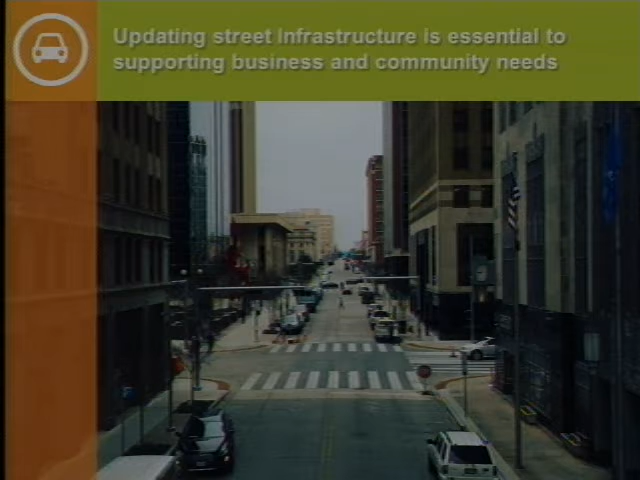 Updating street Infrastructure is essential to
supporting business and community needs